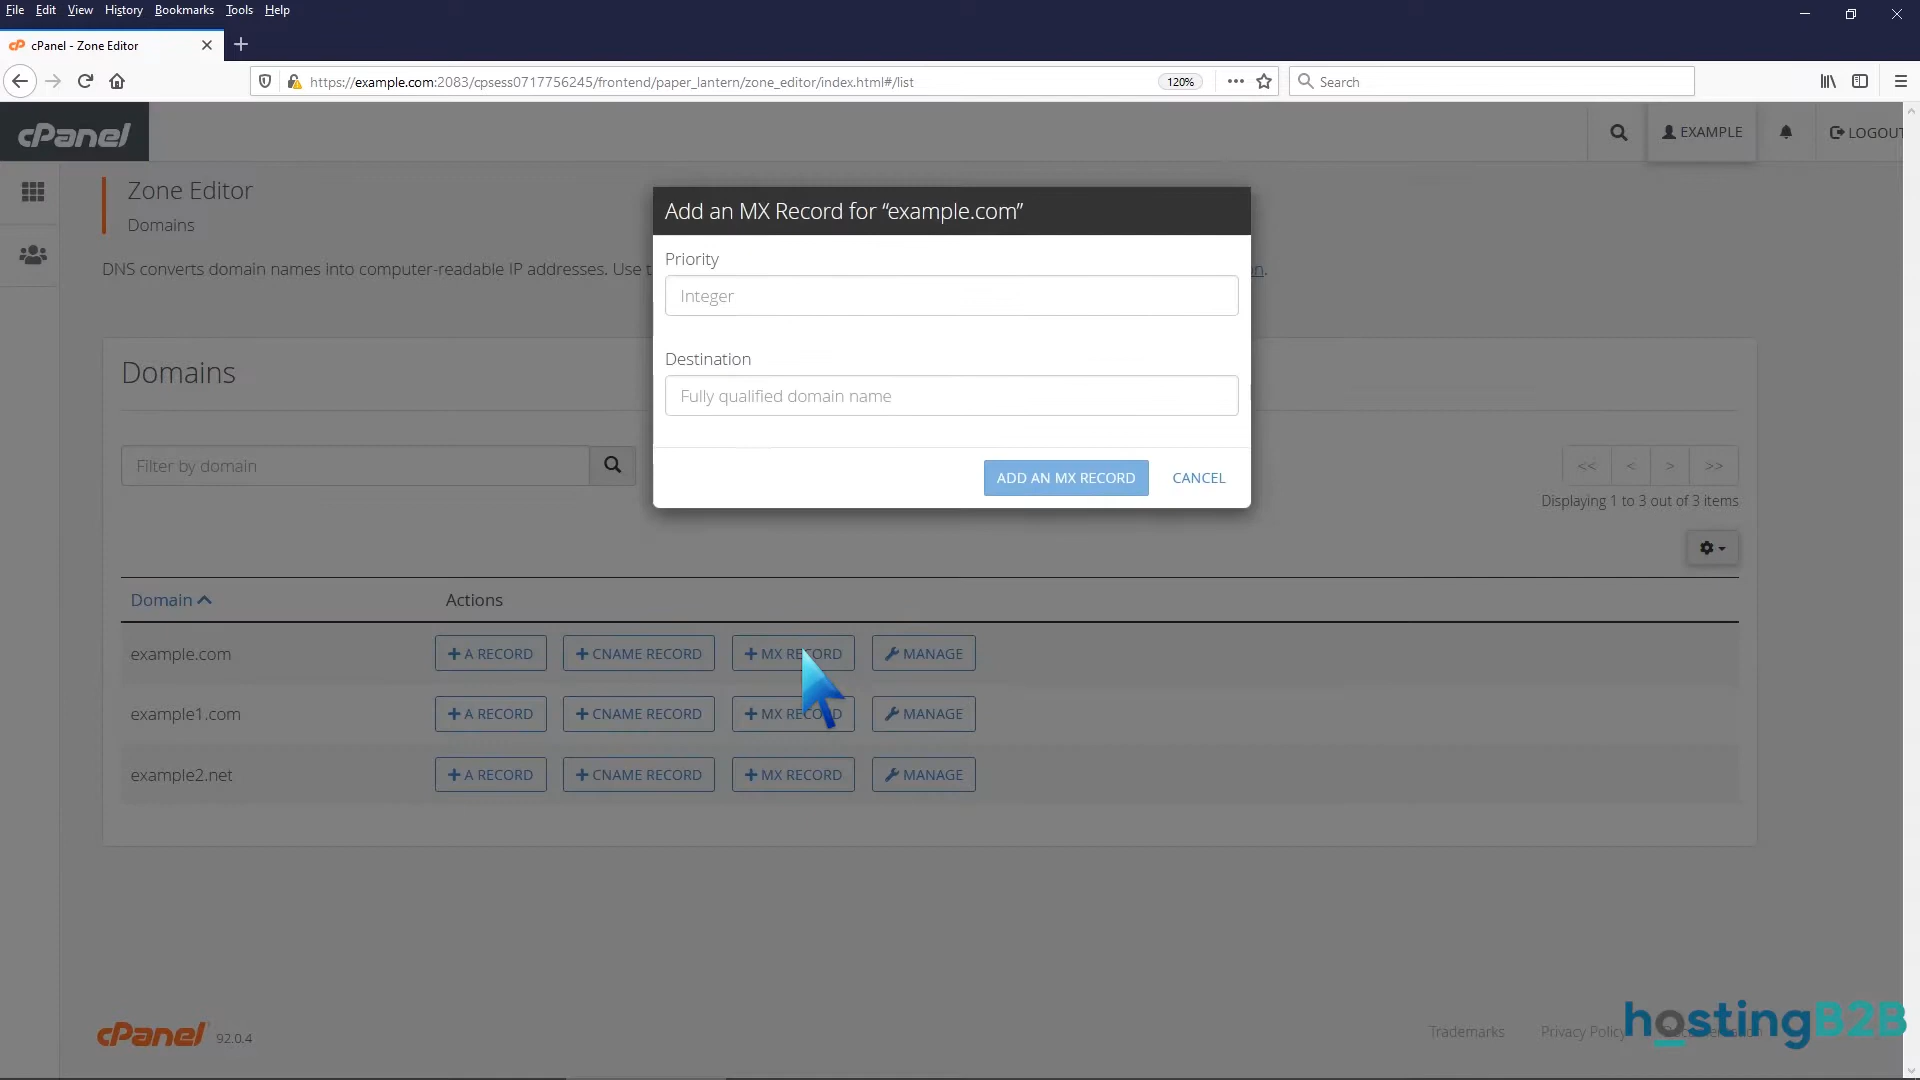 File Edit View History Bookmarks Tools Help
cPanel - Zone Editor
https://example.com:2083/cpsess0717756245/frontend/paper_lantern/zone_editor/index.html#/list 120% Search
cPanel EXAMPLE LOGOUT
Zone Editor
Domains
DNS converts domain names into computer-readable IP addresses. Use
Add an MX Record for “example.com”
Priority
Integer
Destination
Fully qualified domain name
ADD AN MX RECORD CANCEL
Domains
Filter by domain << < > >>
Displaying 1 to 3 out of 3 items
Domain Actions
example.com + A RECORD + CNAME RECORD + MX RECORD MANAGE
example1.com + A RECORD + CNAME RECORD + MX RECORD MANAGE
example2.net + A RECORD + CNAME RECORD + MX RECORD MANAGE
cPanel 92.0.4 Trademarks Privacy Policy
hostingB2B